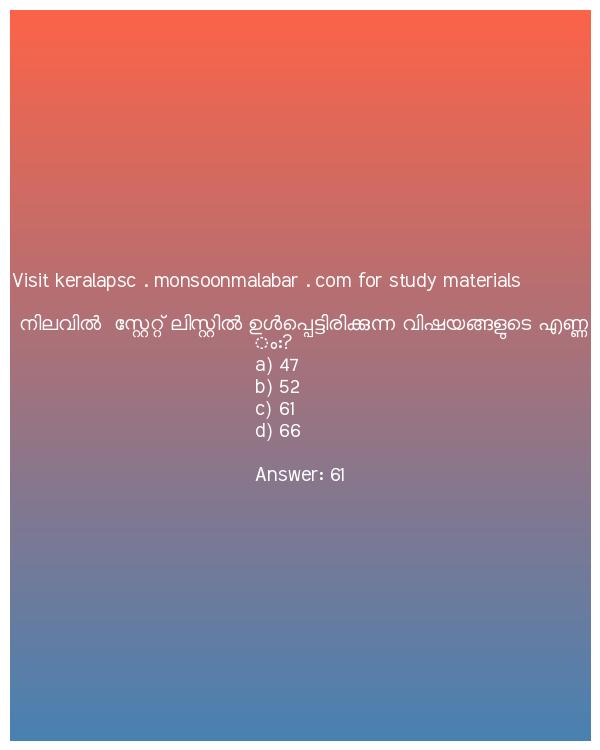 Visit keralapsc . monsoonmalabar . com for study materials
നിലവിൽ സ്റ്റേറ്റ് ലിസ്റ്റിൽ ഉൾപ്പെട്ടിരിക്കുന്ന വിഷയങ്ങളുടെ എണ്ണ
ം:?
a) 47
b) 52
c) 61
d) 66
Answer: 61